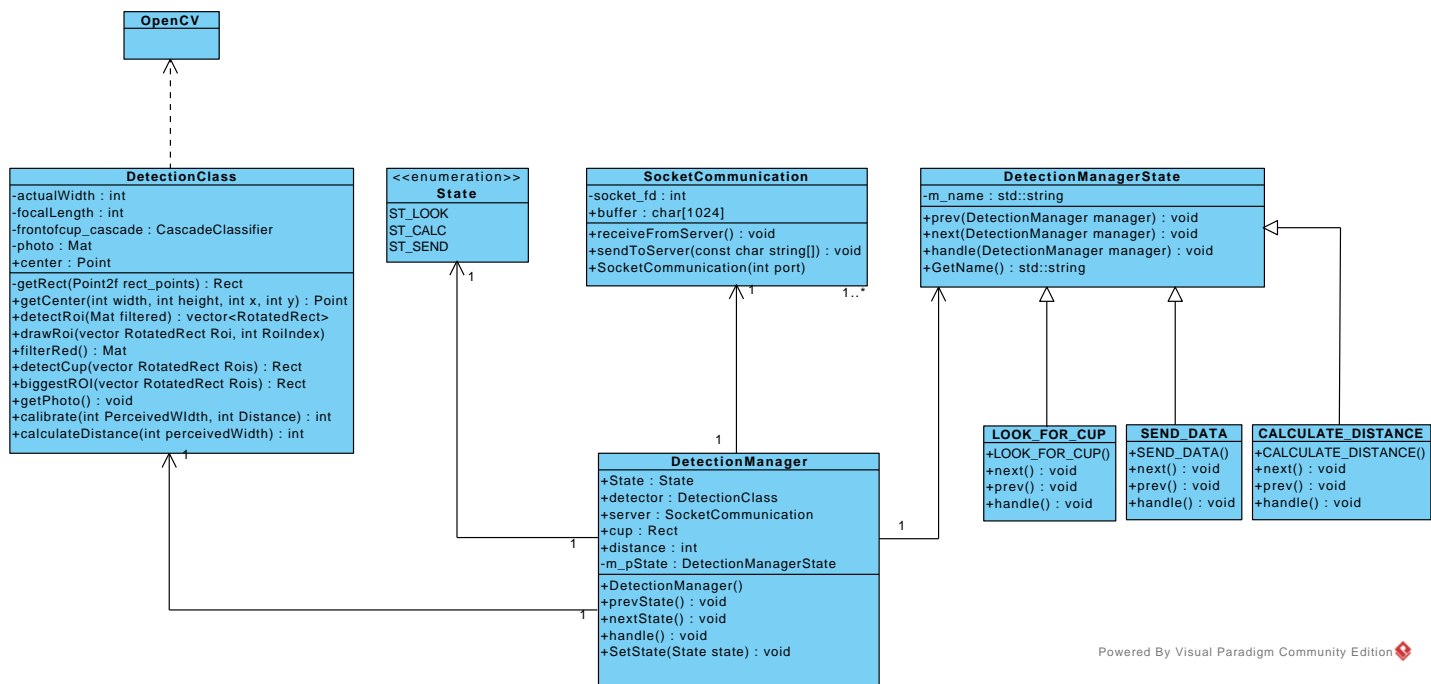 OpenCV
DetectionClass
-actualWidth : int
-focalLength : int
-frontofcup_cascade : CascadeClassifier
-photo : Mat
+center : Point
-getRect(Point2f rect_points) : Rect
+getCenter(int width, int height, int x, int y) : Point
+detectRoi(Mat filtered) : vector<RotatedRect>
+drawRoi(vector RotatedRect Roi, int RoiIndex)
+filterRed() : Mat
+detectCup(vector RotatedRect Rois) : Rect
+biggestROI(vector RotatedRect Rois) : Rect
+getPhoto() : void
+calibrate(int PerceivedWIdth, int Distance) : int
+calculateDistance(int perceivedWidth) : int
1
<<enumeration>>
State
ST_LOOK
ST_CALC
ST_SEND
1
SocketCommunication
-socket_fd : int
+buffer : char[1024]
+receiveFromServer() : void
+sendToServer(const char string[]) : void
+SocketCommunication(int port)
1
1..*
DetectionManagerState
-m_name : std::string
+prev(DetectionManager manager) : void
+next(DetectionManager manager) : void
+handle(DetectionManager manager) : void
+GetName() : std::string
LOOK_FOR_CUP
+LOOK_FOR_CUP()
+next() : void
+prev() : void
+handle() : void
SEND_DATA
+SEND_DATA()
+next() : void
+prev() : void
+handle() : void
CALCULATE_DISTANCE
+CALCULATE_DISTANCE()
+next() : void
+prev() : void
+handle() : void
1
1
1
1
DetectionManager
+State : State
+detector : DetectionClass
+server : SocketCommunication
+cup : Rect
+distance : int
-m_pState : DetectionManagerState
+DetectionManager()
+prevState() : void
+nextState() : void
+handle() : void
+SetState(State state) : void
Powered By Visual Paradigm Community Edition